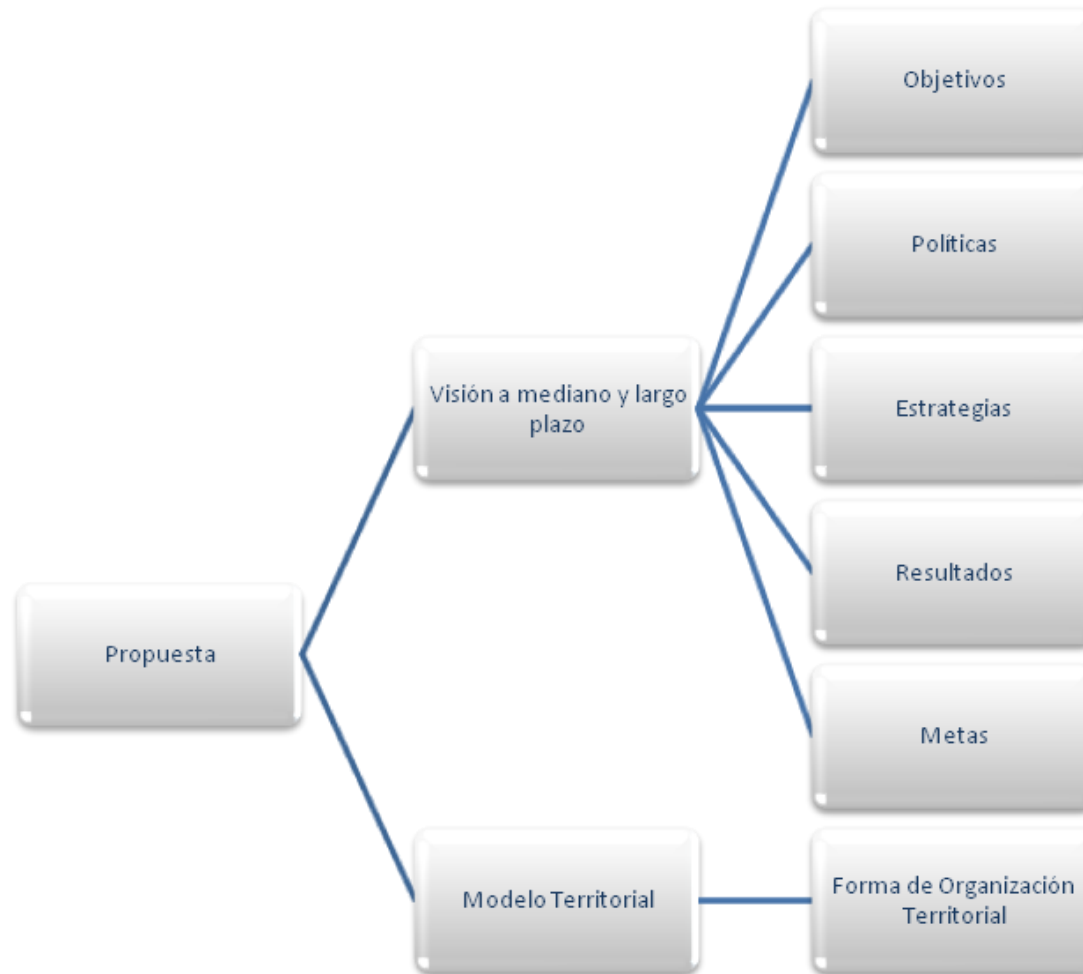 Objetivos
Políticas
Visión a mediano y largo
plazo
Estrategias
Resultados
Propuesta
Metas
Modelo Territorial
Forma de Organización
Territorial